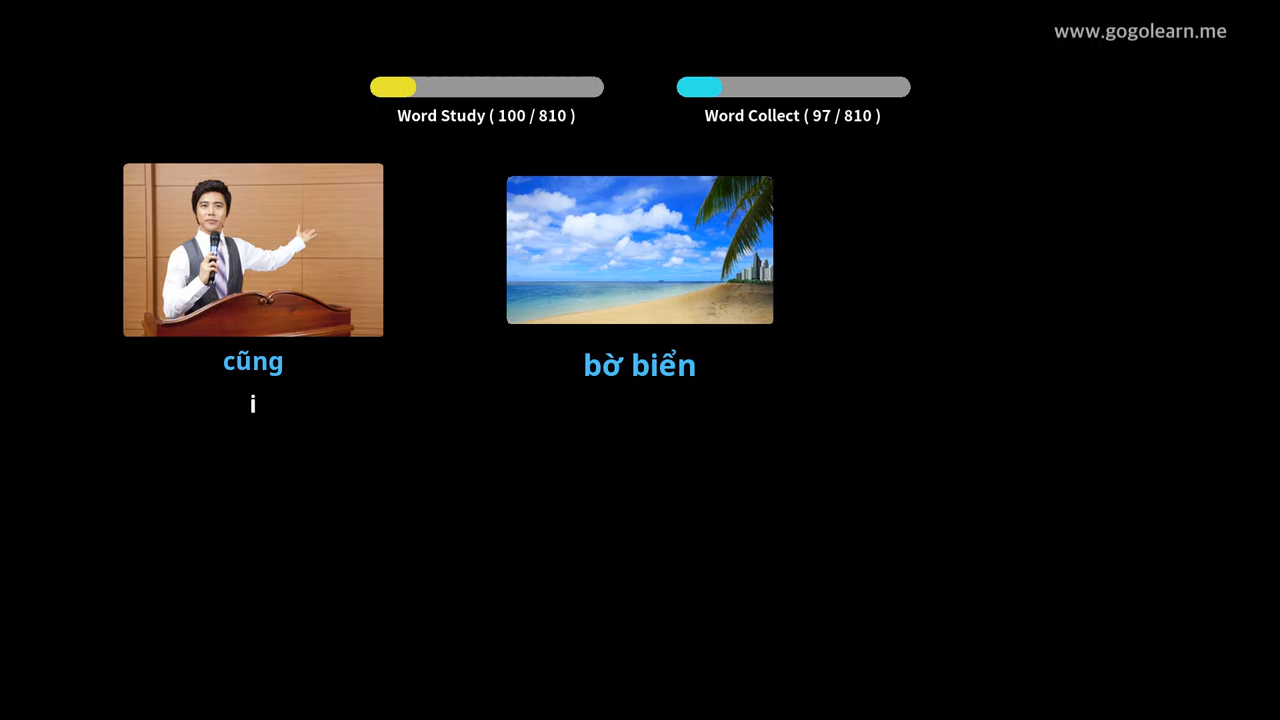 www.gogolearn.me
Word Study ( 100 / 810 )
Word Collect ( 97 / 810 )
cũng
i
bờ biển